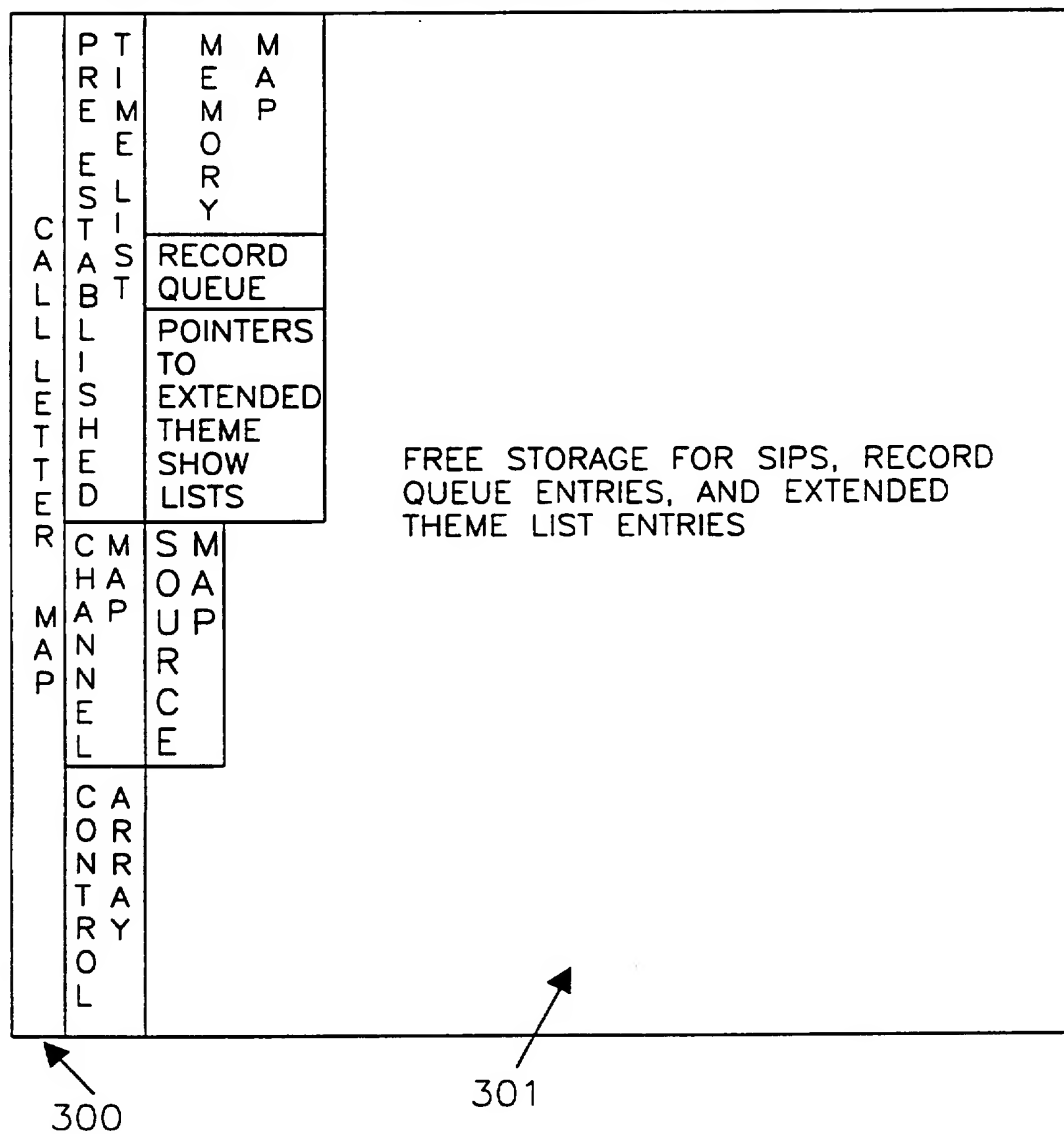 CALL LETTER MAP
PRE ESTABLISHED
TIME LIST
MEMORY
MAP
RECORD
QUEUE
POINTERS
TO
EXTENDED
THEME
SHOW
LISTS
CHANNEL
MAP
SOURCE
MAP
CONTROL
ARRAY
FREE STORAGE FOR SIPS, RECORD
QUEUE ENTRIES, AND EXTENDED
THEME LIST ENTRIES
300
301